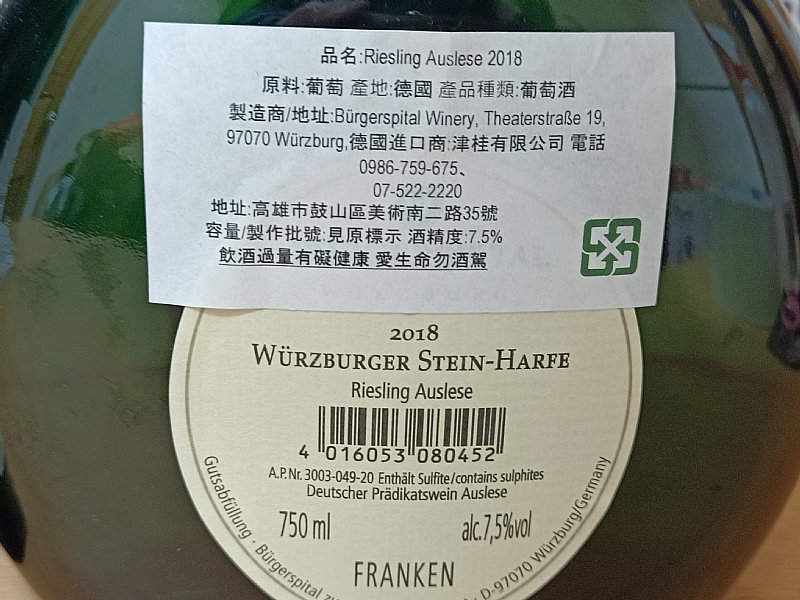 品名:Riesling Auslese 2018
原料:葡萄 產地:德國 產品種類:葡萄酒
製造商/地址:Bürgerspital Winery, Theaterstraße 19,
97070 Würzburg,德國進口商:津桂有限公司 電話
0986-759-675、
07-522-2220
地址:高雄市鼓山區美術南二路35號
容量/製作批號:見原標示 酒精度:7.5%
飲酒過量有礙健康 愛生命勿酒駕
2018
WÜRZBURGER STEIN-HARFE
Riesling Auslese
4 016053 080452
A.P.Nr. 3003-049-20 Enthält Sulfite/contains sulphites
Deutscher Prädikatswein Auslese
750 ml alc.7,5%vol
FRANKEN
Gutsabfüllung · Bürgerspital · D-97070 Würzburg/Germany